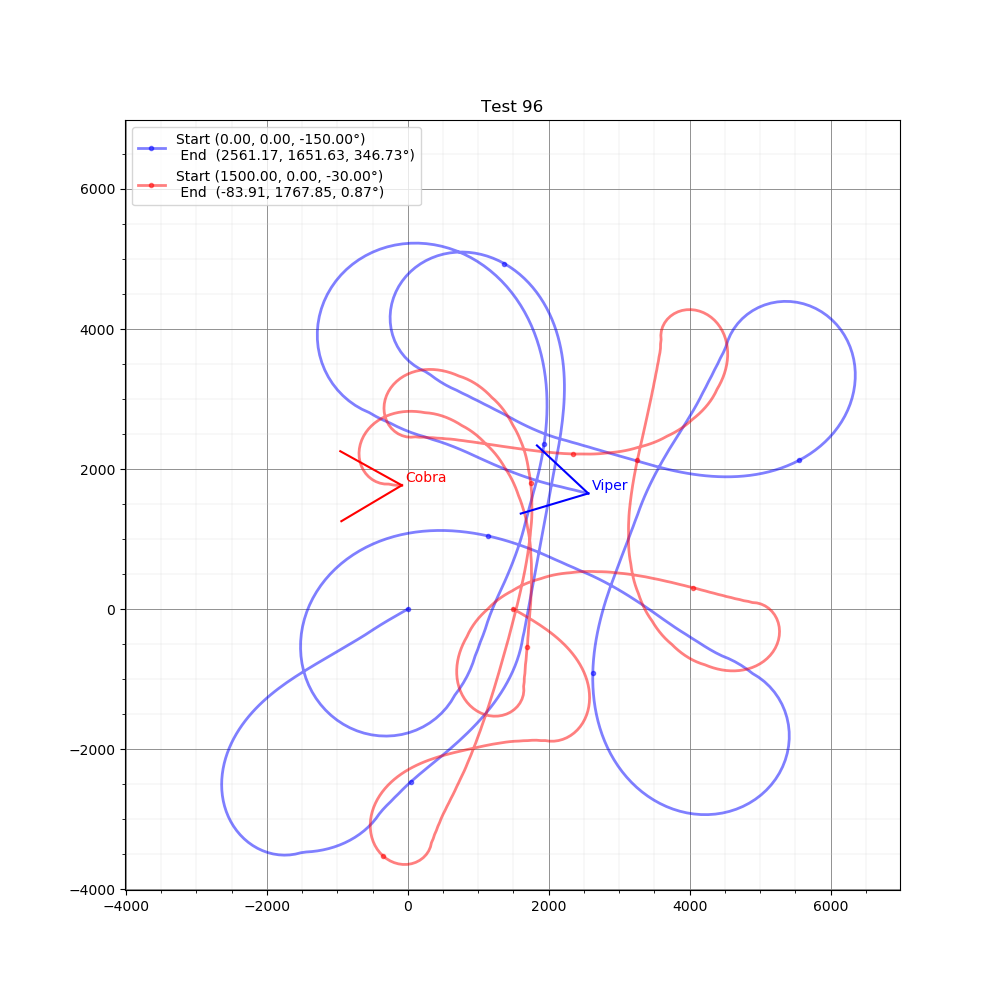 Test 96
Start (0.00, 0.00, -150.00°)
End  (2561.17, 1651.63, 346.73°)
Start (1500.00, 0.00, -30.00°)
End  (-83.91, 1767.85, 0.87°)
6000
4000
2000
0
−2000
−4000
Cobra
Viper
−4000 −2000 0 2000 4000 6000